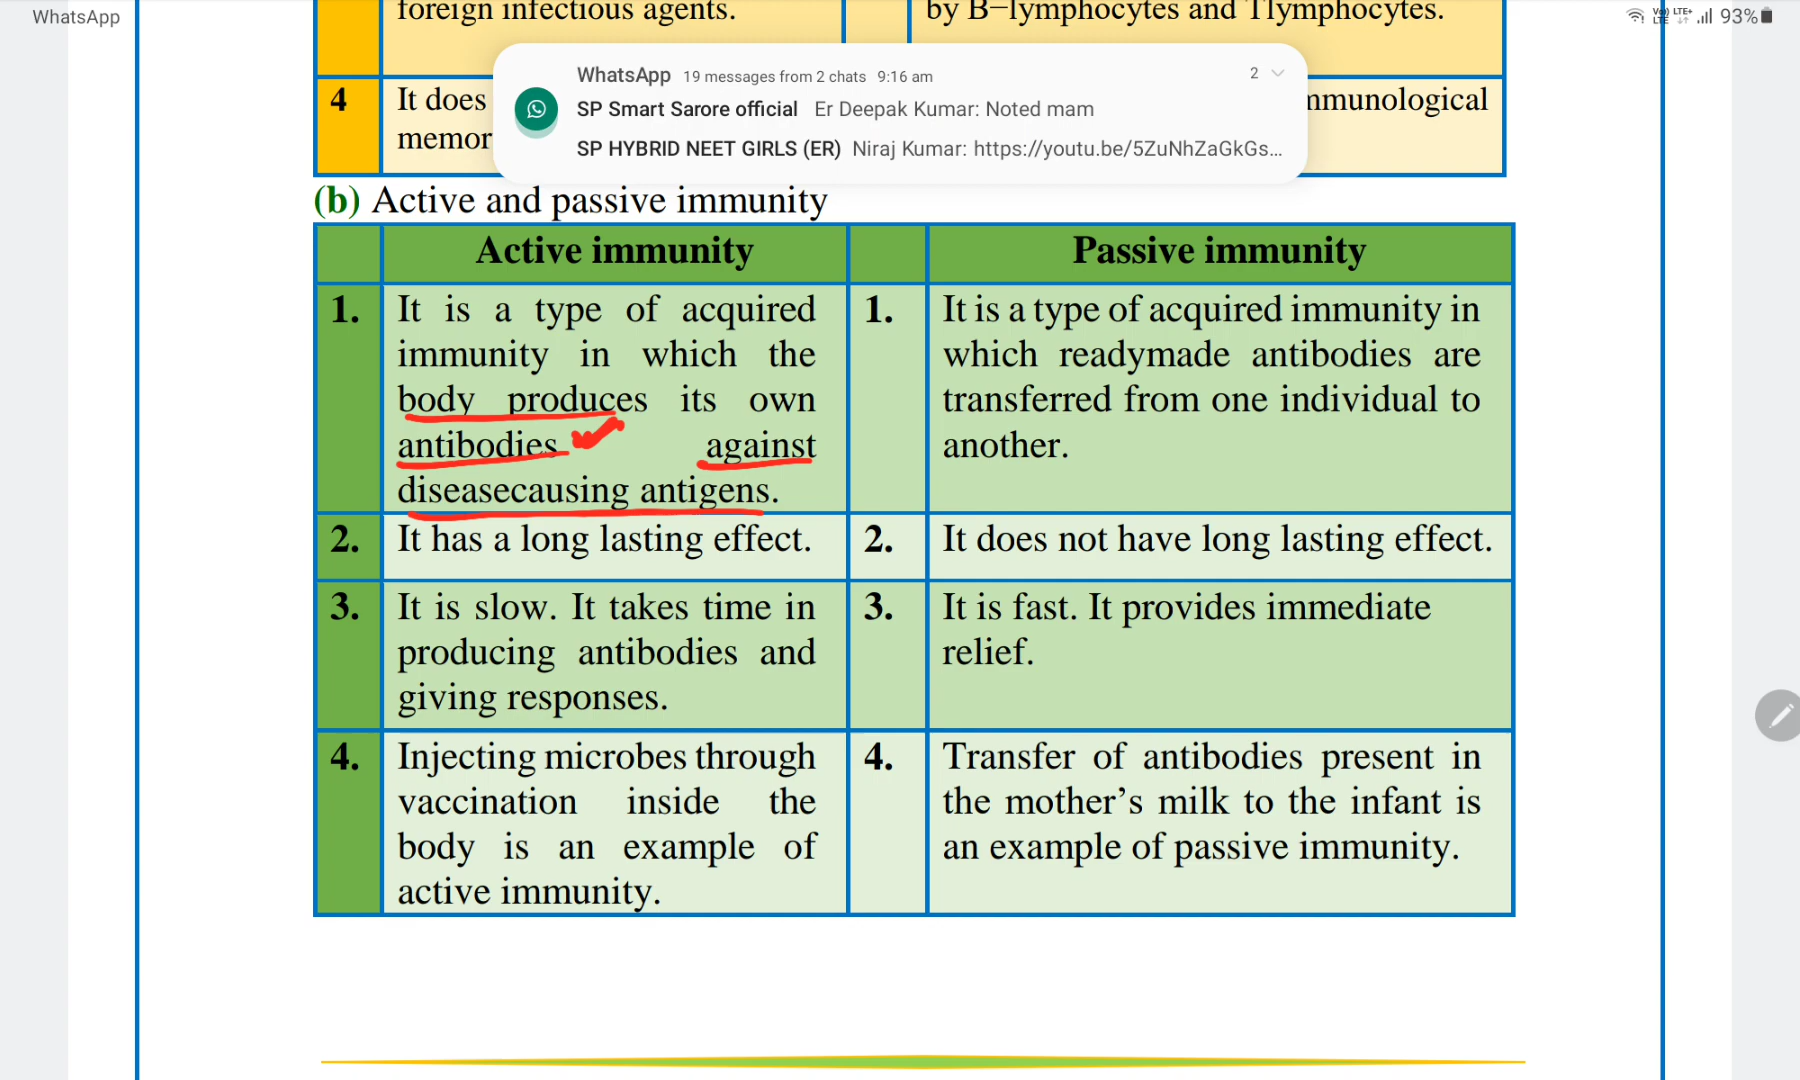 WhatsApp
93%
foreign infectious agents.
by B–lymphocytes and Tlymphocytes.
WhatsApp 19 messages from 2 chats 9:16 am 2
SP Smart Sarore official Er Deepak Kumar: Noted mam
SP HYBRID NEET GIRLS (ER) Niraj Kumar: https://youtu.be/5ZuNhZaGkGs...
4 It does
memor
mmunological
(b) Active and passive immunity
Active immunity
Passive immunity
1. It is a type of acquired
immunity in which the
body produces its own
antibodies against
diseasecausing antigens.
1. It is a type of acquired immunity in
which readymade antibodies are
transferred from one individual to
another.
2. It has a long lasting effect.
2. It does not have long lasting effect.
3. It is slow. It takes time in
producing antibodies and
giving responses.
3. It is fast. It provides immediate
relief.
4. Injecting microbes through
vaccination inside the
body is an example of
active immunity.
4. Transfer of antibodies present in
the mother’s milk to the infant is
an example of passive immunity.